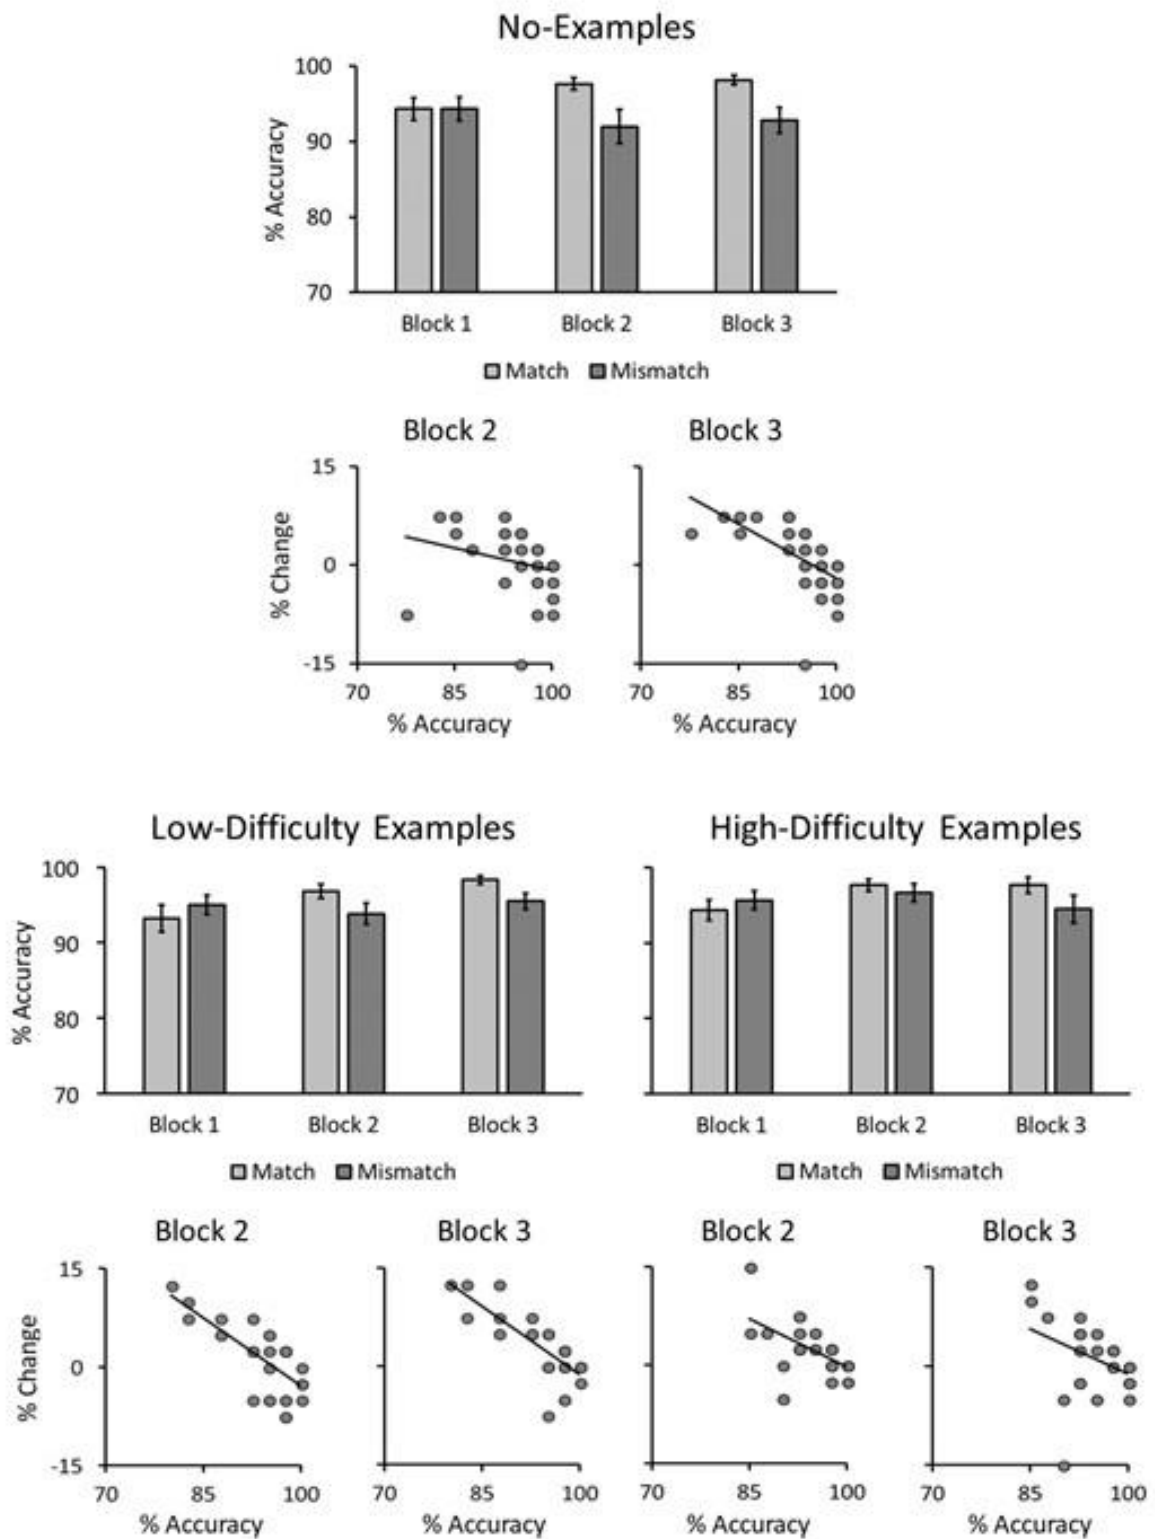 No-Examples
100
90
80
70
% Accuracy
Block 1 Block 2 Block 3
Match Mismatch
Block 2 Block 3
15
0
-15
% Change
70 85 100 70 85 100
% Accuracy % Accuracy
Low-Difficulty Examples High-Difficulty Examples
100
90
80
70
% Accuracy
Block 1 Block 2 Block 3 Block 1 Block 2 Block 3
Match Mismatch Match Mismatch
Block 2 Block 3 Block 2 Block 3
15
0
-15
% Change
70 85 100 70 85 100 70 85 100 70 85 100
% Accuracy % Accuracy % Accuracy % Accuracy